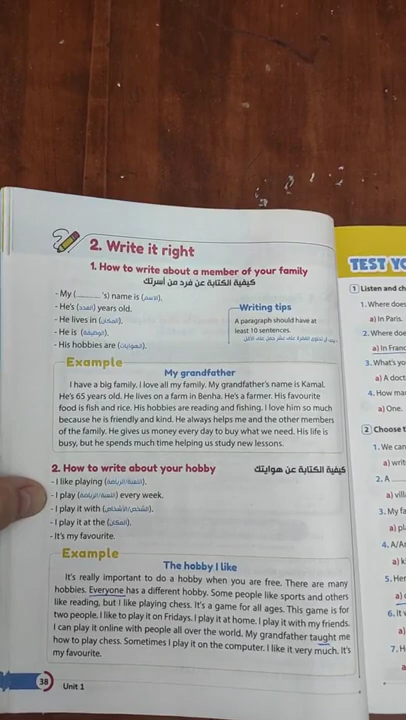 2. Write it right
1. How to write about a member of your family
كيفية الكتابة عن فرد من أسرتك
- My (........... 's) name is (الاسم).
- He's (العدد) years old.
- He lives in (المكان).
- He is (الوظيفة).
- His hobbies are (الهوايات).
Writing tips
A paragraph should have at
least 10 sentences.
Example
My grandfather
I have a big family. I love all my family. My grandfather's name is Kamal.
He's 65 years old. He lives on a farm in Benha. He's a farmer. His favourite
food is fish and rice. His hobbies are reading and fishing. I love him so much
because he is friendly and kind. He always helps me and the other members
of the family. He gives us money every day to buy what we need. His life is
busy, but he spends much time helping us study new lessons.
2. How to write about your hobby
كيفية الكتابة عن هوايتك
- I like playing (اللعبة/الرياضة).
- I play (اللعبة/الرياضة) every week.
- I play it with (الشخص/الأشخاص).
- I play it at the (المكان).
- It's my favourite.
Example
The hobby I like
It's really important to do a hobby when you are free. There are many
hobbies. Everyone has a different hobby. Some people like sports and others
like reading, but I like playing chess. It's a game for all ages. This game is for
two people. I like to play it on Fridays. I play it at home. I play it with my friends.
I can play it online with people all over the world. My grandfather taught me
how to play chess. Sometimes I play it on the computer. I like it very much. It's
my favourite.
38
Unit 1
TEST YO
1 Listen and ch
1. Where does
a) In Paris.
2. Where doe
a) In Franc
3. What's yo
a) A doct
4. How ma
a) One.
2 Choose t
1. We can
a) writ
2. A
a) vill
3. My fa
a) pl
4. A/Ar
a) k
5. Her
a)
6. It v
a)
7. H
a